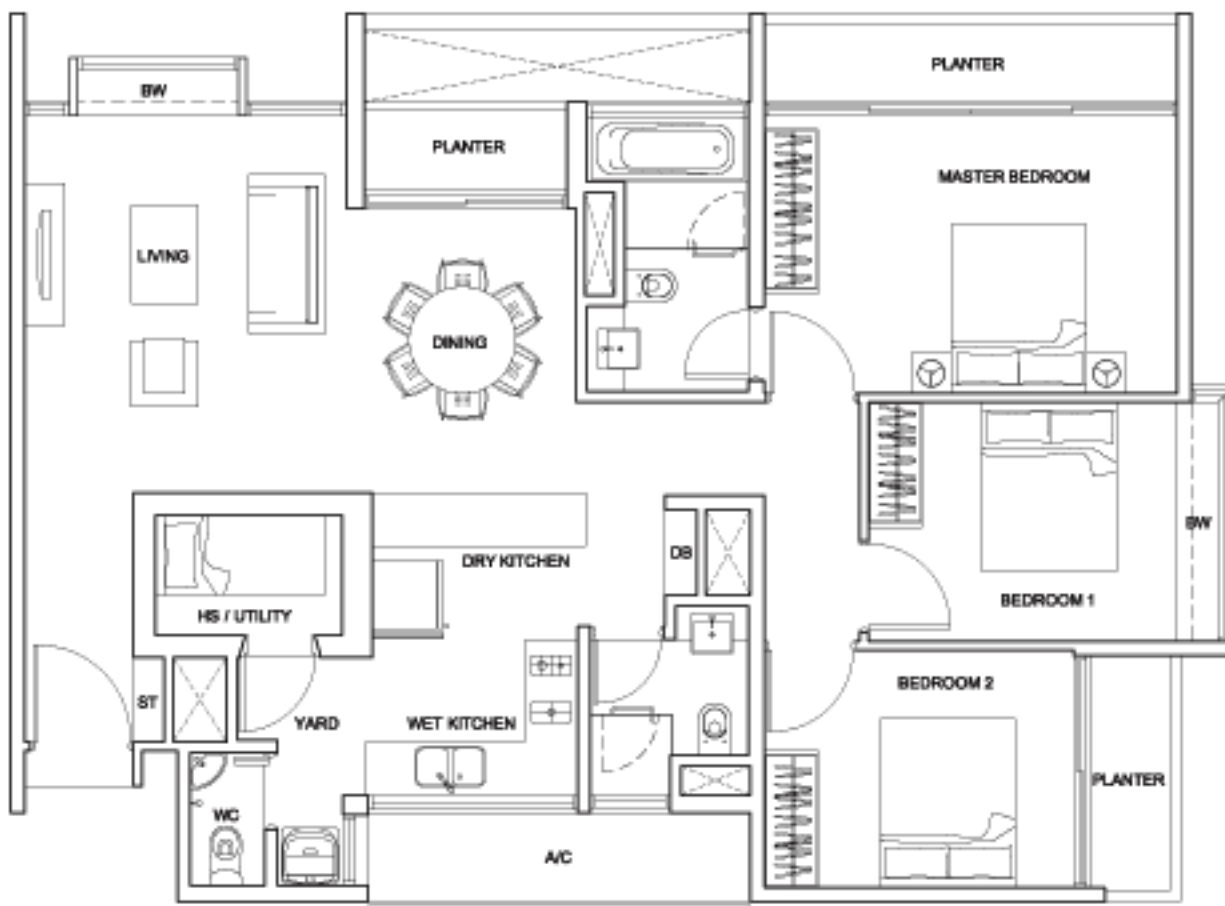 BW
PLANTER
PLANTER
MASTER BEDROOM
LIVING
DINING
BW
DRY KITCHEN
DB
HS / UTILITY
BEDROOM 1
BEDROOM 2
ST
YARD
WET KITCHEN
PLANTER
WC
A/C